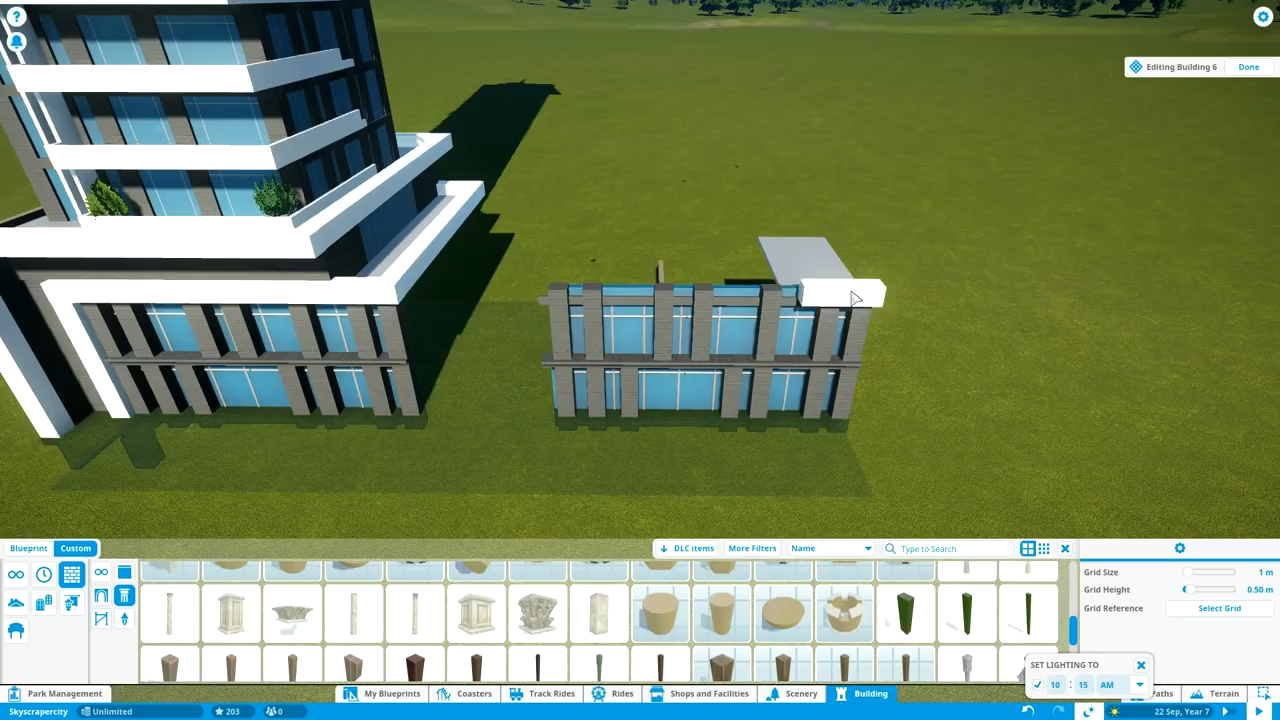 ?
Editing Building 6 Done
Blueprint Custom
DLC items More Filters Name Type to Search
Grid Size 1 m
Grid Height 0.50 m
Grid Reference Select Grid
SET LIGHTING TO
10 : 15 AM
Park Management My Blueprints Coasters Track Rides Rides Shops and Facilities Scenery Building Paths Terrain
Skyscrapercity Unlimited 203 0 22 Sep, Year 7